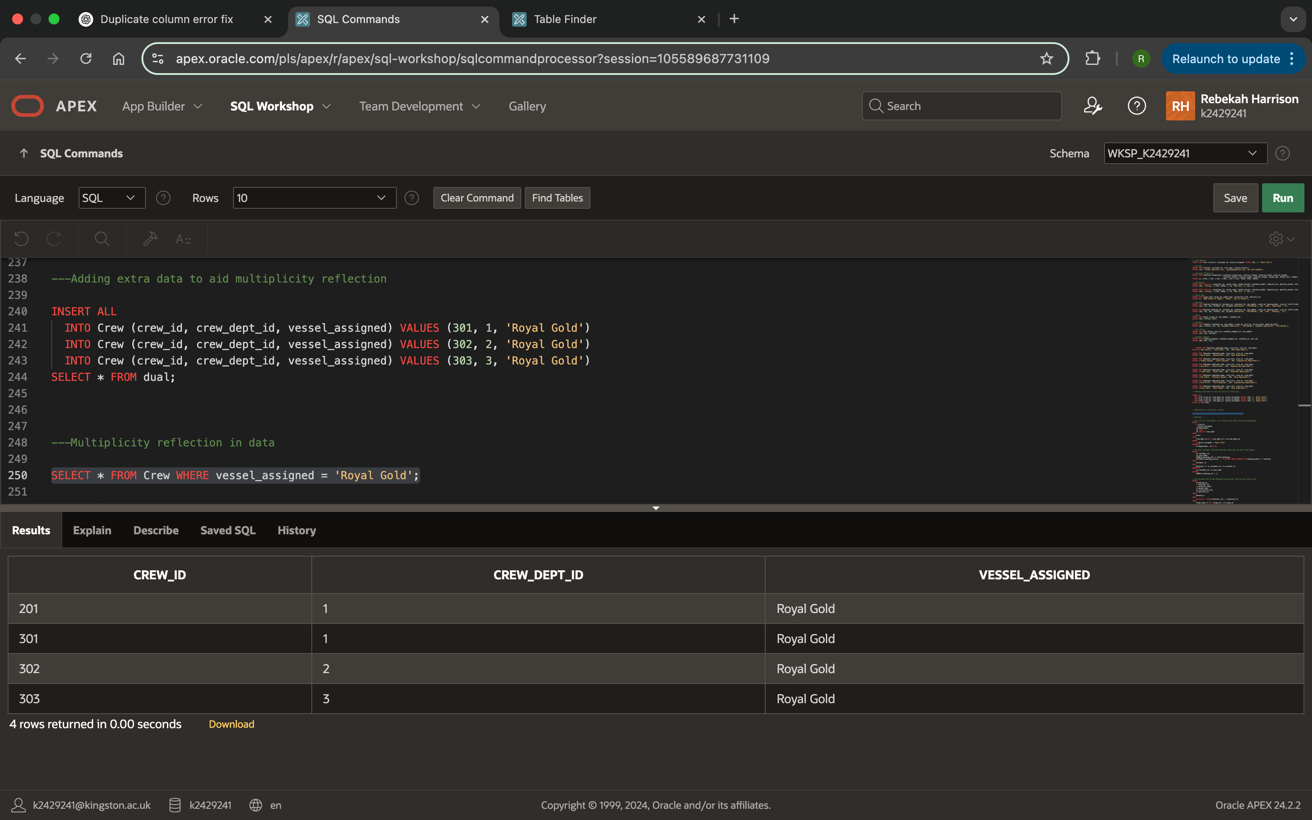 Duplicate column error fix
SQL Commands
Table Finder
apex.oracle.com/pls/apex/r/apex/sql-workshop/sqlcommandprocessor?session=105589687731109
R
Relaunch to update
APEX
App Builder
SQL Workshop
Team Development
Gallery
Search
RH
Rebekah Harrison
k2429241
SQL Commands
Schema
WKSP_K2429241
Language
SQL
Rows
10
Clear Command
Find Tables
Save
Run
237
238 ---Adding extra data to aid multiplicity reflection
239
240 INSERT ALL
241 INTO Crew (crew_id, crew_dept_id, vessel_assigned) VALUES (301, 1, 'Royal Gold')
242 INTO Crew (crew_id, crew_dept_id, vessel_assigned) VALUES (302, 2, 'Royal Gold')
243 INTO Crew (crew_id, crew_dept_id, vessel_assigned) VALUES (303, 3, 'Royal Gold')
244 SELECT * FROM dual;
245
246
247
248 ---Multiplicity reflection in data
249
250 SELECT * FROM Crew WHERE vessel_assigned = 'Royal Gold';
251
Results
Explain
Describe
Saved SQL
History
CREW_ID CREW_DEPT_ID VESSEL_ASSIGNED
201 1 Royal Gold
301 1 Royal Gold
302 2 Royal Gold
303 3 Royal Gold
4 rows returned in 0.00 seconds
Download
k2429241@kingston.ac.uk
k2429241
en
Copyright © 1999, 2024, Oracle and/or its affiliates.
Oracle APEX 24.2.2